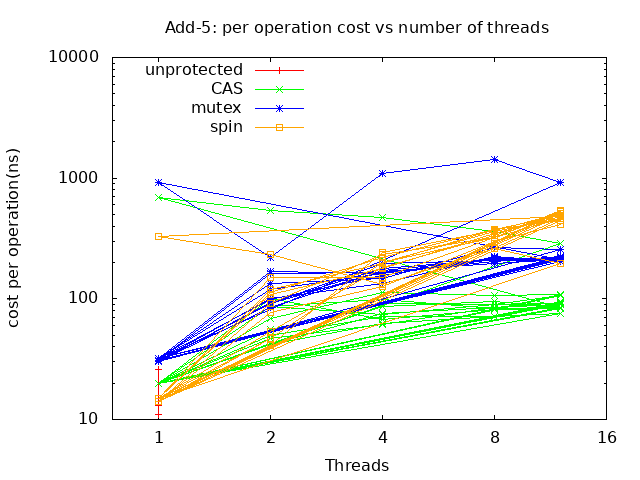 Add-5: per operation cost vs number of threads
10000
1000
100
10
cost per operation(ns)
unprotected
CAS
mutex
spin
1 2 4 8 16
Threads